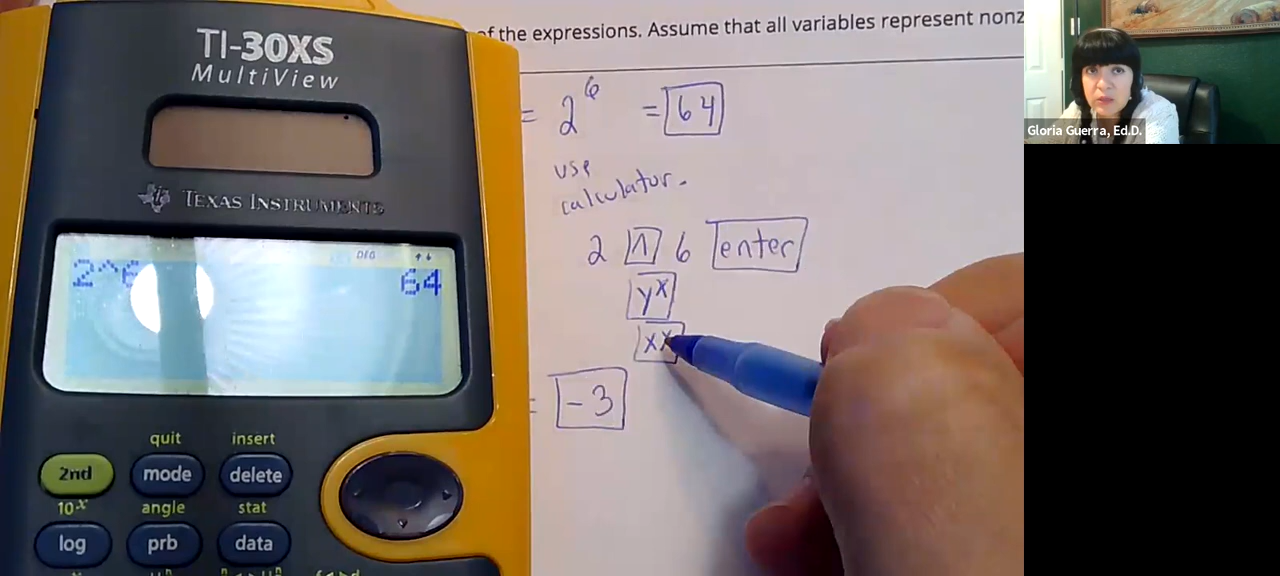 of the expressions. Assume that all variables represent nonz
TI-30XS
MultiView
TEXAS INSTRUMENTS
DEG
2^6 64
quit insert
2nd mode delete
10^x angle stat
log prb data
= 2^6 = 64
use
calculator.
2 ^ 6 enter
y^x
x^x
= -3
Gloria Guerra, Ed.D.